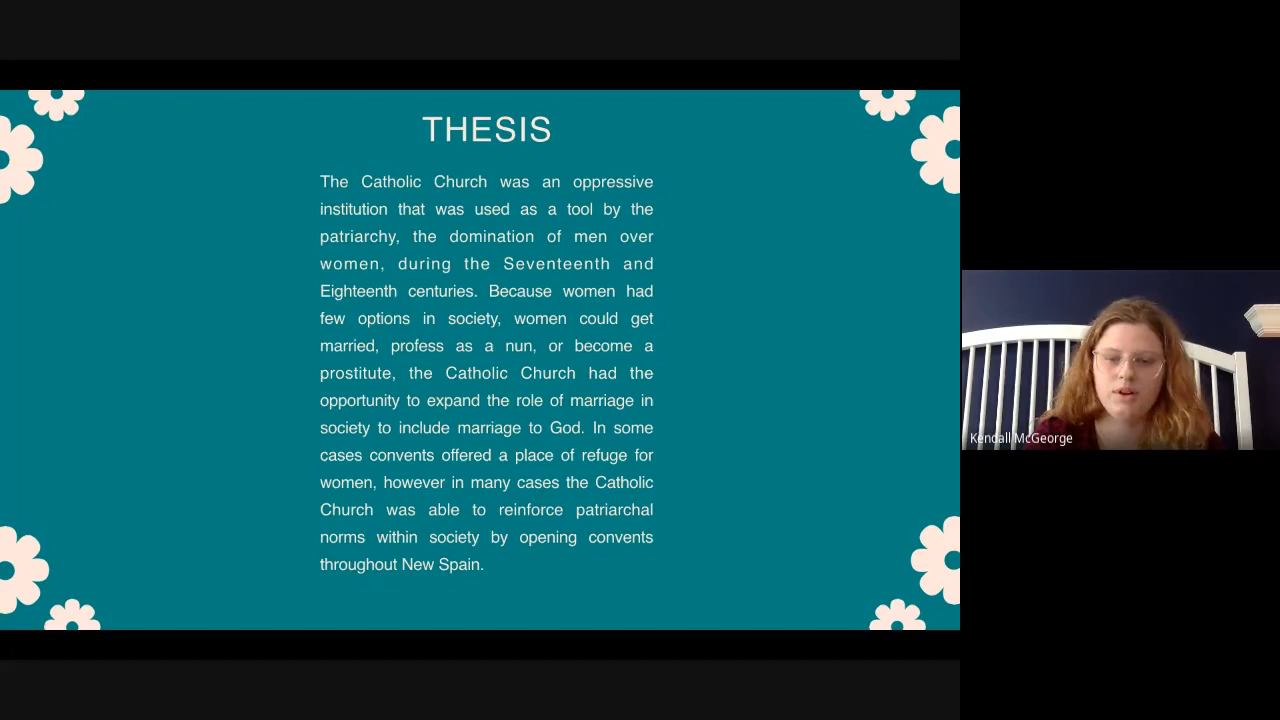 THESIS
The Catholic Church was an oppressive
institution that was used as a tool by the
patriarchy, the domination of men over
women, during the Seventeenth and
Eighteenth centuries. Because women had
few options in society, women could get
married, profess as a nun, or become a
prostitute, the Catholic Church had the
opportunity to expand the role of marriage in
society to include marriage to God. In some
cases convents offered a place of refuge for
women, however in many cases the Catholic
Church was able to reinforce patriarchal
norms within society by opening convents
throughout New Spain.
Kendall McGeorge